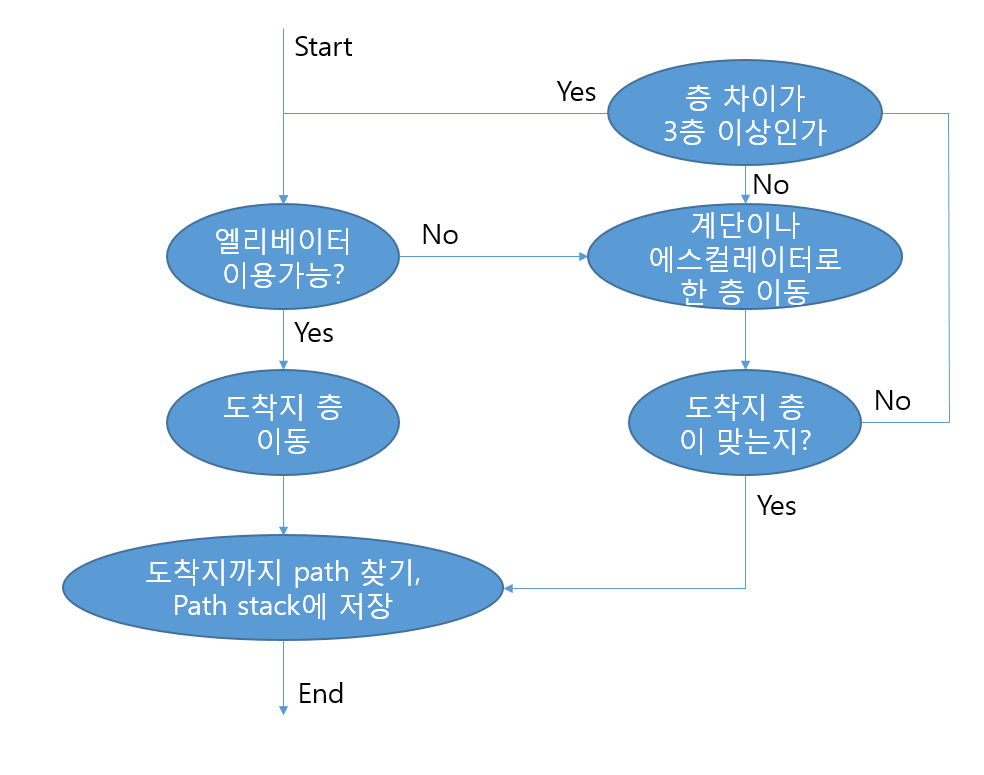 Start
Yes
층 차이가
3층 이상인가
No
엘리베이터
이용가능?
No
계단이나
에스컬레이터로
한 층 이동
Yes
도착지 층
이동
도착지 층
이 맞는지?
No
Yes
도착지까지 path 찾기,
Path stack에 저장
End